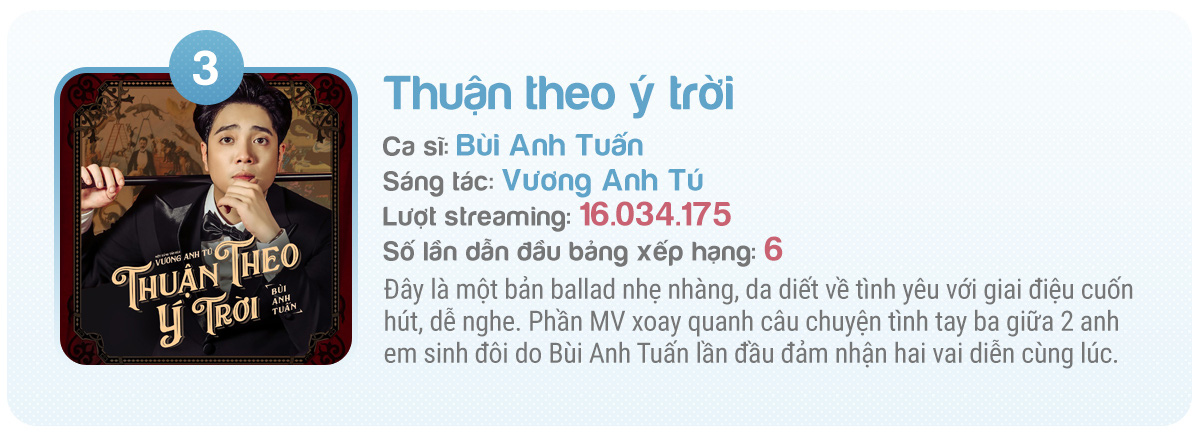 3
Thuận theo ý trời
Ca sĩ: Bùi Anh Tuấn
Sáng tác: Vương Anh Tú
Lượt streaming: 16.034.175
Số lần dẫn đầu bảng xếp hạng: 6
Đây là một bản ballad nhẹ nhàng, da diết về tình yêu với giai điệu cuốn
hút, dễ nghe. Phần MV xoay quanh câu chuyện tình tay ba giữa 2 anh
em sinh đôi do Bùi Anh Tuấn lần đầu đảm nhận hai vai diễn cùng lúc.
VƯƠNG ANH TÚ
THUẬN THEO
Ý TRỜI
BÙI
ANH
TUẤN